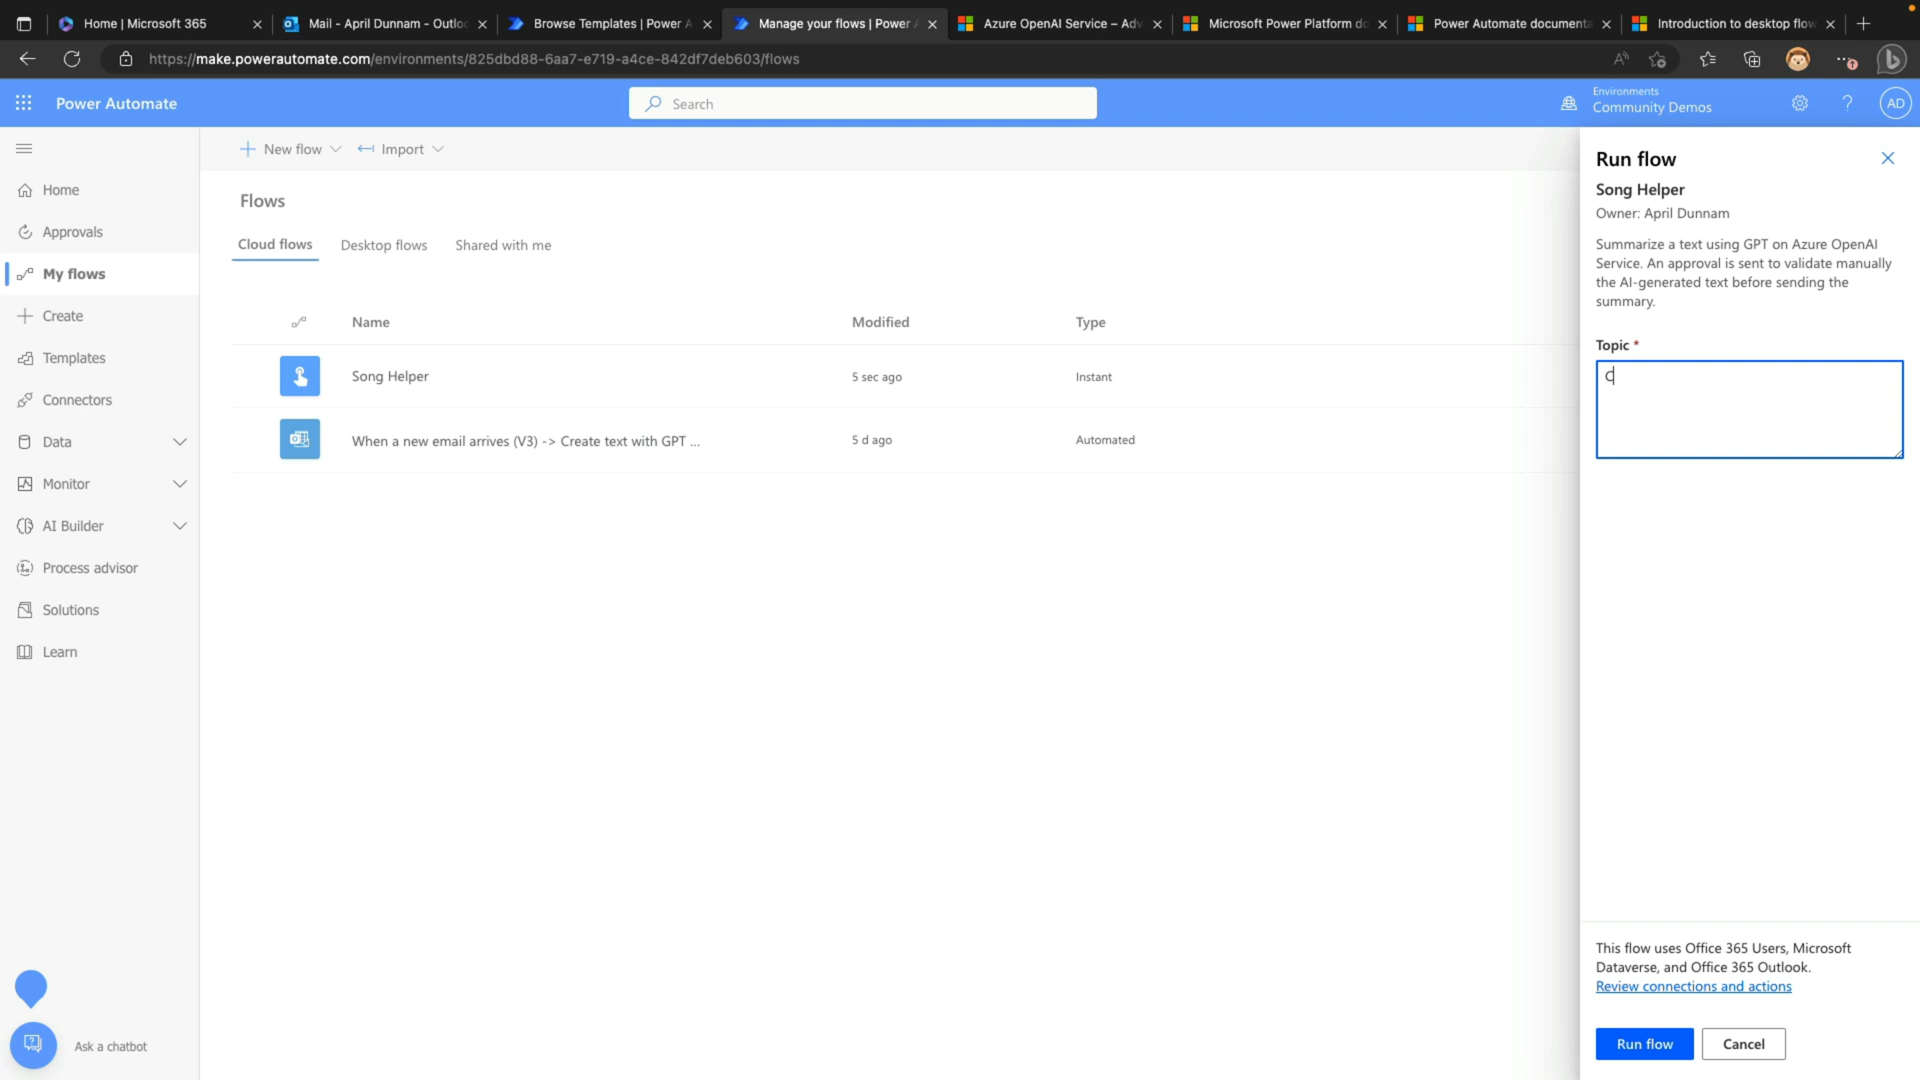 Home | Microsoft 365
Mail - April Dunnam - Outloo
Browse Templates | Power A
Manage your flows | Power A
Azure OpenAI Service – Adv
Microsoft Power Platform do
Power Automate documenta
Introduction to desktop flow
https://make.powerautomate.com/environments/825dbd88-6aa7-e719-a4ce-842df7deb603/flows
Power Automate
Search
Environments
Community Demos
AD
New flow
Import
Home
Approvals
My flows
Create
Templates
Connectors
Data
Monitor
AI Builder
Process advisor
Solutions
Learn
Ask a chatbot
Flows
Cloud flows
Desktop flows
Shared with me
Name
Modified
Type
Song Helper
5 sec ago
Instant
When a new email arrives (V3) -> Create text with GPT ...
5 d ago
Automated
Run flow
Song Helper
Owner: April Dunnam
Summarize a text using GPT on Azure OpenAI
Service. An approval is sent to validate manually
the AI-generated text before sending the
summary.
Topic *
C
This flow uses Office 365 Users, Microsoft
Dataverse, and Office 365 Outlook.
Review connections and actions
Run flow
Cancel